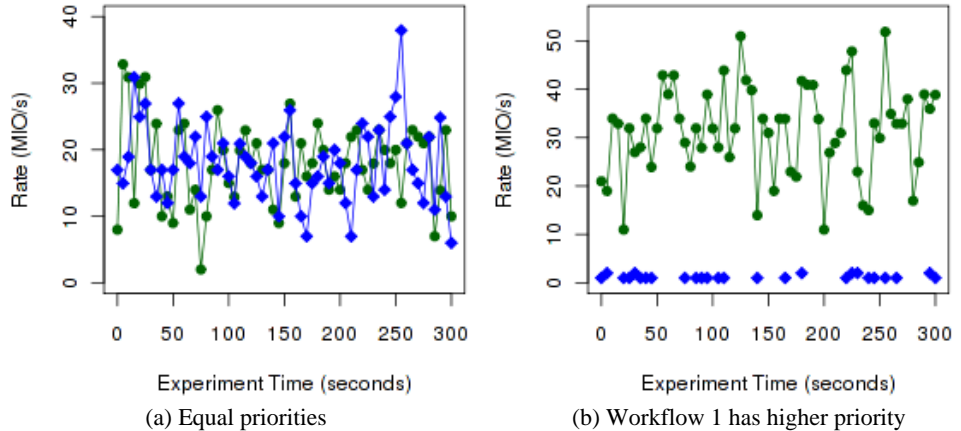 40
30
20
10
0
Rate (MIO/s)
0 50 100 150 200 250 300
Experiment Time (seconds)
(a) Equal priorities
50
40
30
20
10
0
Rate (MIO/s)
0 50 100 150 200 250 300
Experiment Time (seconds)
(b) Workflow 1 has higher priority